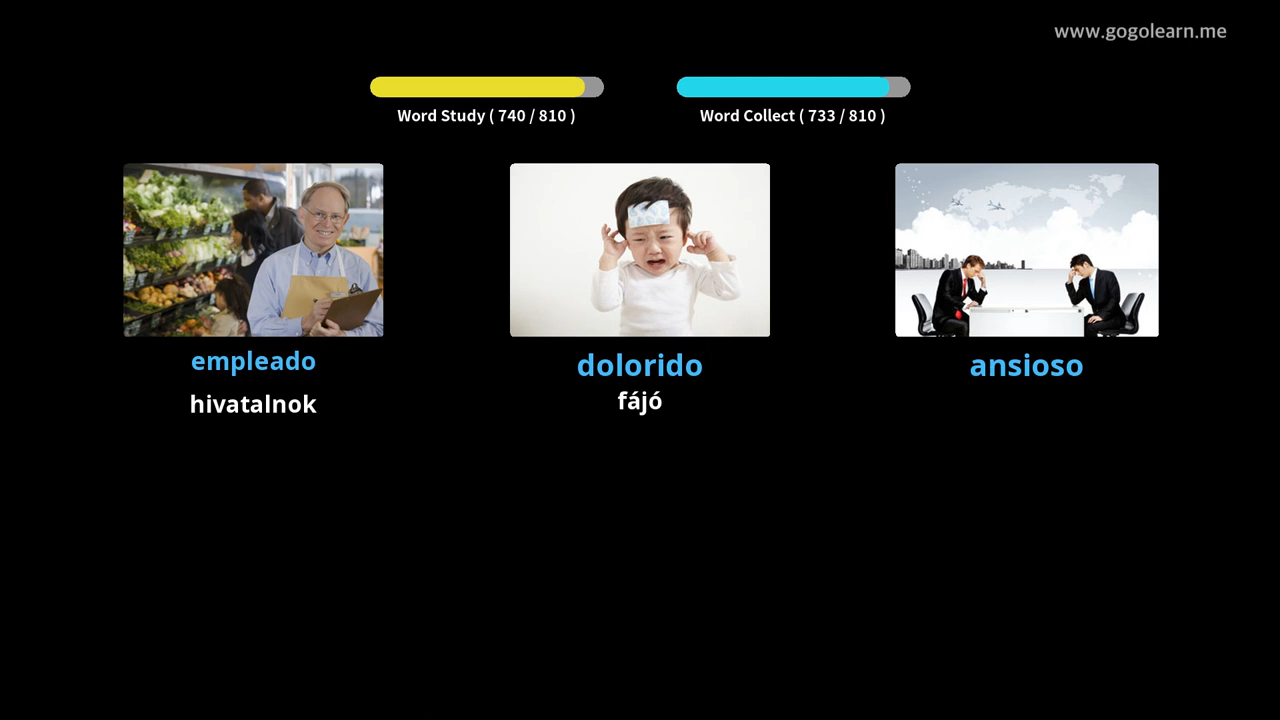 www.gogolearn.me
Word Study ( 740 / 810 )
Word Collect ( 733 / 810 )
empleado
hivatalnok
dolorido
fájó
ansioso